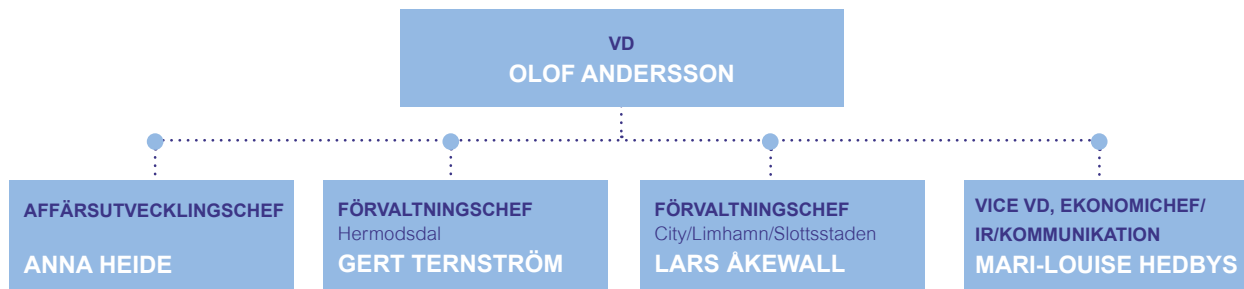 VD
OLOF ANDERSSON
AFFÄRSUTVECKLINGSCHEF
ANNA HEIDE
FÖRVALTNINGSCHEF
Hermodsdal
GERT TERNSTRÖM
FÖRVALTNINGSCHEF
City/Limhamn/Slottsstaden
LARS ÅKEWALL
VICE VD, EKONOMICHEF/
IR/KOMMUNIKATION
MARI-LOUISE HEDBYS